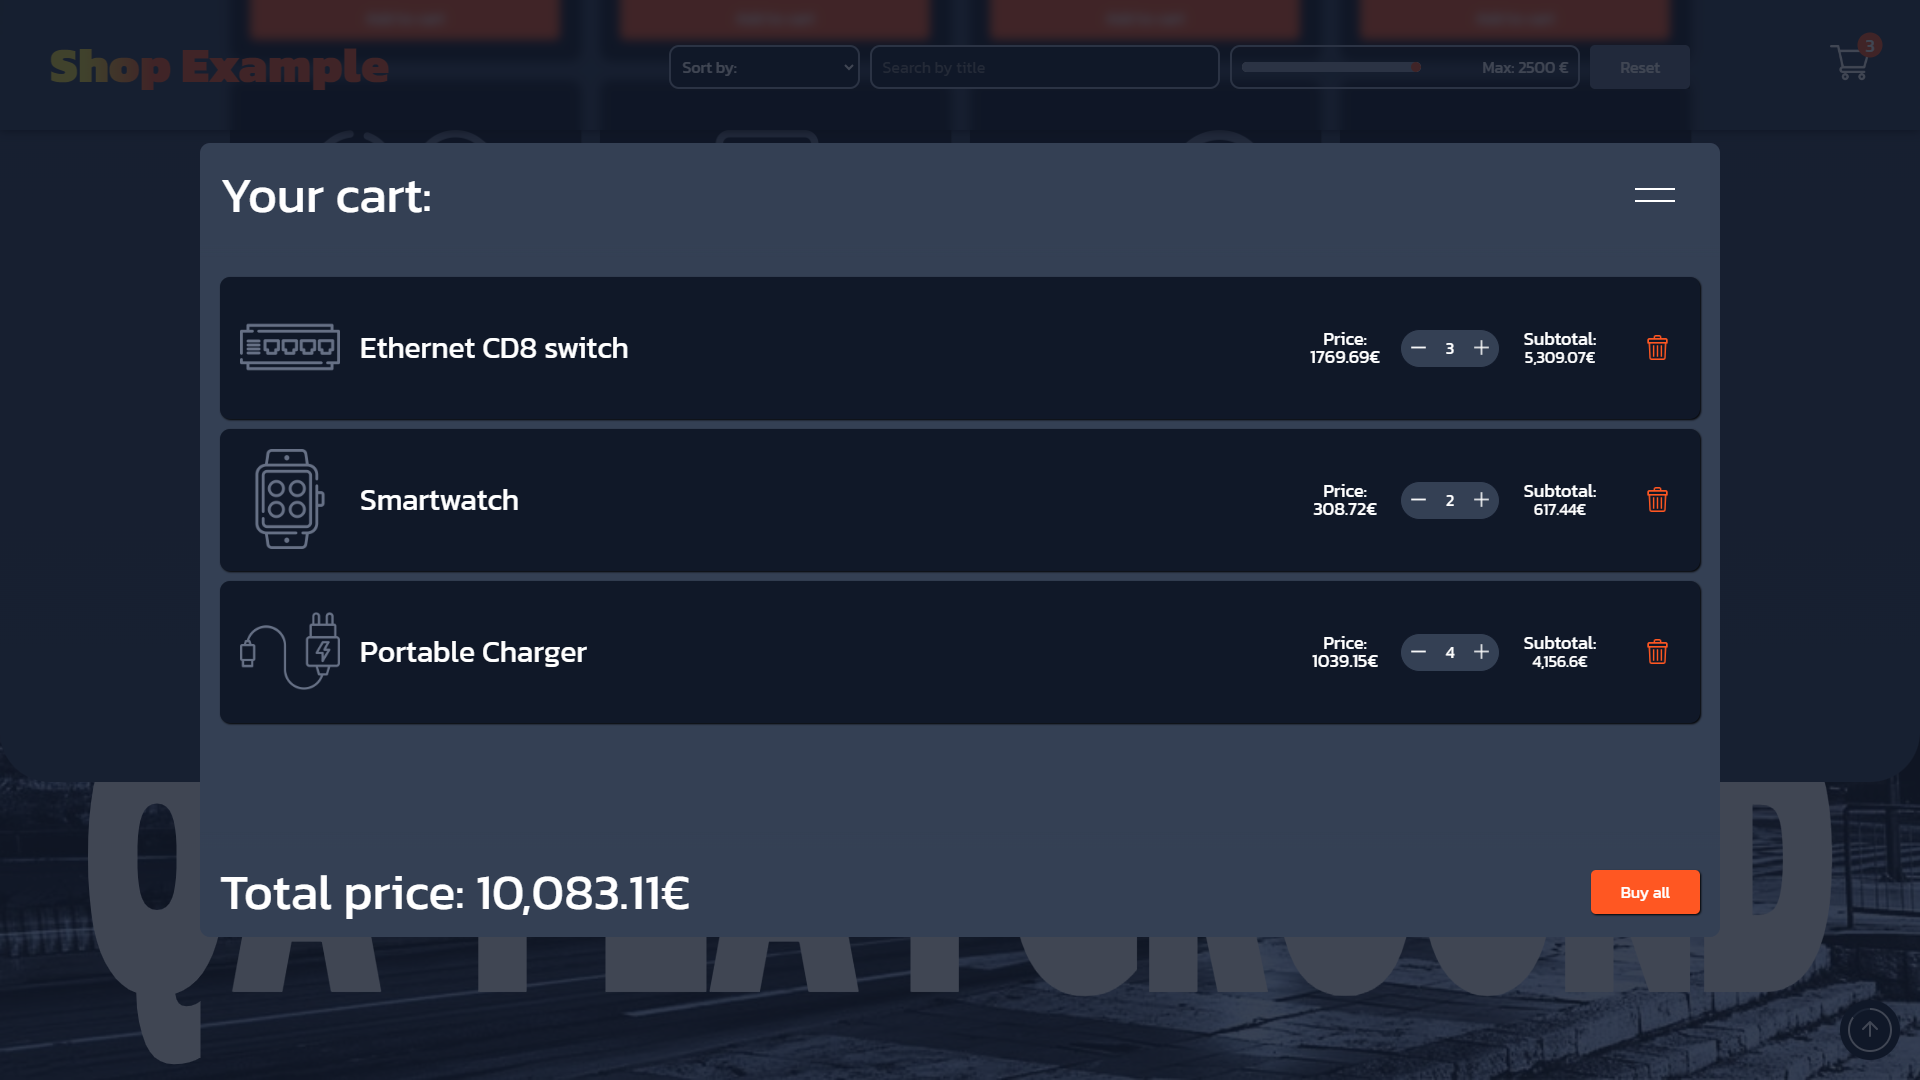 Shop Example
Sort by:
Search by title
Max: 2500 €
Reset
3
Your cart:
Ethernet CD8 switch
Price:
1769.69€
3
Subtotal:
5,309.07€
Smartwatch
Price:
308.72€
2
Subtotal:
617.44€
Portable Charger
Price:
1039.15€
4
Subtotal:
4,156.6€
Total price: 10,083.11€
Buy all
QA PLAYGROUND